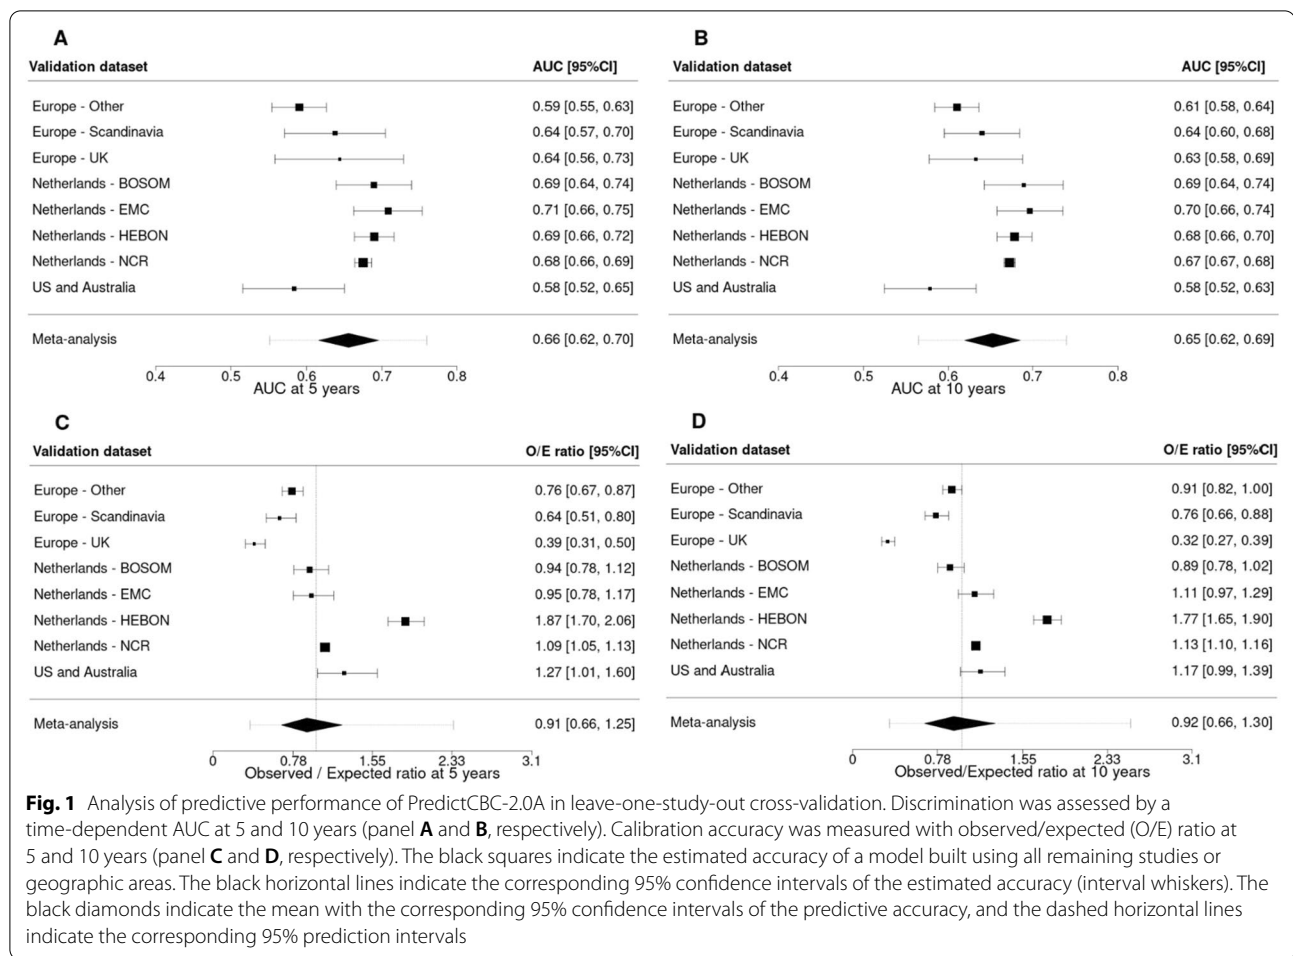 A
Validation dataset AUC [95%CI]
Europe - Other 0.59 [0.55, 0.63]
Europe - Scandinavia 0.64 [0.57, 0.70]
Europe - UK 0.64 [0.56, 0.73]
Netherlands - BOSOM 0.69 [0.64, 0.74]
Netherlands - EMC 0.71 [0.66, 0.75]
Netherlands - HEBON 0.69 [0.66, 0.72]
Netherlands - NCR 0.68 [0.66, 0.69]
US and Australia 0.58 [0.52, 0.65]
Meta-analysis 0.66 [0.62, 0.70]
0.4 0.5 0.6 0.7 0.8
AUC at 5 years
B
Validation dataset AUC [95%CI]
Europe - Other 0.61 [0.58, 0.64]
Europe - Scandinavia 0.64 [0.60, 0.68]
Europe - UK 0.63 [0.58, 0.69]
Netherlands - BOSOM 0.69 [0.64, 0.74]
Netherlands - EMC 0.70 [0.66, 0.74]
Netherlands - HEBON 0.68 [0.66, 0.70]
Netherlands - NCR 0.67 [0.67, 0.68]
US and Australia 0.58 [0.52, 0.63]
Meta-analysis 0.65 [0.62, 0.69]
0.4 0.6 0.7 0.8
AUC at 10 years
C
Validation dataset O/E ratio [95%CI]
Europe - Other 0.76 [0.67, 0.87]
Europe - Scandinavia 0.64 [0.51, 0.80]
Europe - UK 0.39 [0.31, 0.50]
Netherlands - BOSOM 0.94 [0.78, 1.12]
Netherlands - EMC 0.95 [0.78, 1.17]
Netherlands - HEBON 1.87 [1.70, 2.06]
Netherlands - NCR 1.09 [1.05, 1.13]
US and Australia 1.27 [1.01, 1.60]
Meta-analysis 0.91 [0.66, 1.25]
0 0.78 1.55 2.33 3.1
Observed / Expected ratio at 5 years
D
Validation dataset O/E ratio [95%CI]
Europe - Other 0.91 [0.82, 1.00]
Europe - Scandinavia 0.76 [0.66, 0.88]
Europe - UK 0.32 [0.27, 0.39]
Netherlands - BOSOM 0.89 [0.78, 1.02]
Netherlands - EMC 1.11 [0.97, 1.29]
Netherlands - HEBON 1.77 [1.65, 1.90]
Netherlands - NCR 1.13 [1.10, 1.16]
US and Australia 1.17 [0.99, 1.39]
Meta-analysis 0.92 [0.66, 1.30]
0 0.78 1.55 2.33 3.1
Observed/Expected ratio at 10 years
Fig. 1 Analysis of predictive performance of PredictCBC-2.0A in leave-one-study-out cross-validation. Discrimination was assessed by a
time-dependent AUC at 5 and 10 years (panel A and B, respectively). Calibration accuracy was measured with observed/expected (O/E) ratio at
5 and 10 years (panel C and D, respectively). The black squares indicate the estimated accuracy of a model built using all remaining studies or
geographic areas. The black horizontal lines indicate the corresponding 95% confidence intervals of the estimated accuracy (interval whiskers). The
black diamonds indicate the mean with the corresponding 95% confidence intervals of the predictive accuracy, and the dashed horizontal lines
indicate the corresponding 95% prediction intervals